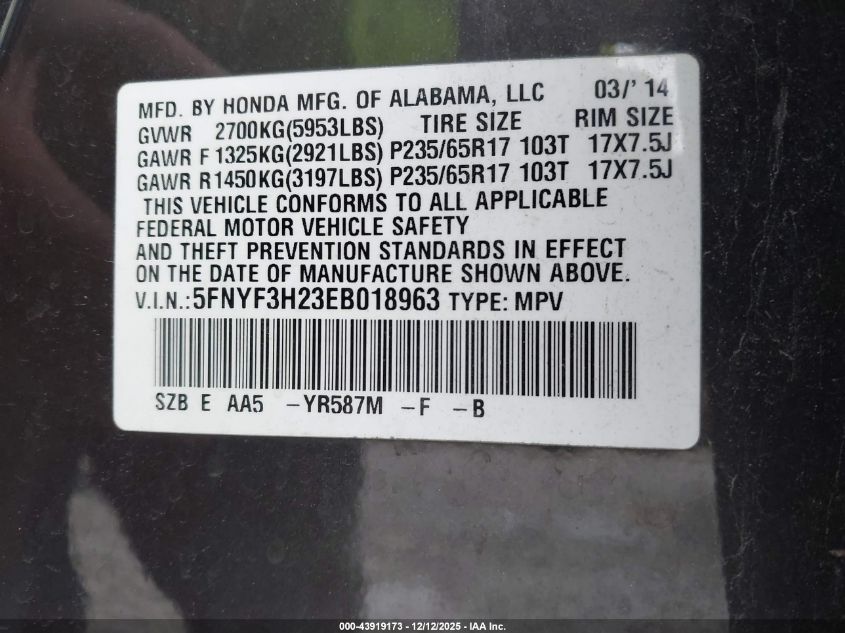 MFD. BY HONDA MFG. OF ALABAMA, LLC 03/' 14
GVWR 2700KG(5953LBS) TIRE SIZE RIM SIZE
GAWR F 1325KG(2921LBS) P235/65R17 103T 17X7.5J
GAWR R1450KG(3197LBS) P235/65R17 103T 17X7.5J
THIS VEHICLE CONFORMS TO ALL APPLICABLE
FEDERAL MOTOR VEHICLE SAFETY
AND THEFT PREVENTION STANDARDS IN EFFECT
ON THE DATE OF MANUFACTURE SHOWN ABOVE.
V.I.N.: 5FNYF3H23EB018963 TYPE: MPV
SZB E AA5 -YR587M -F -B
000-43919173 - 12/12/2025 - IAA Inc.